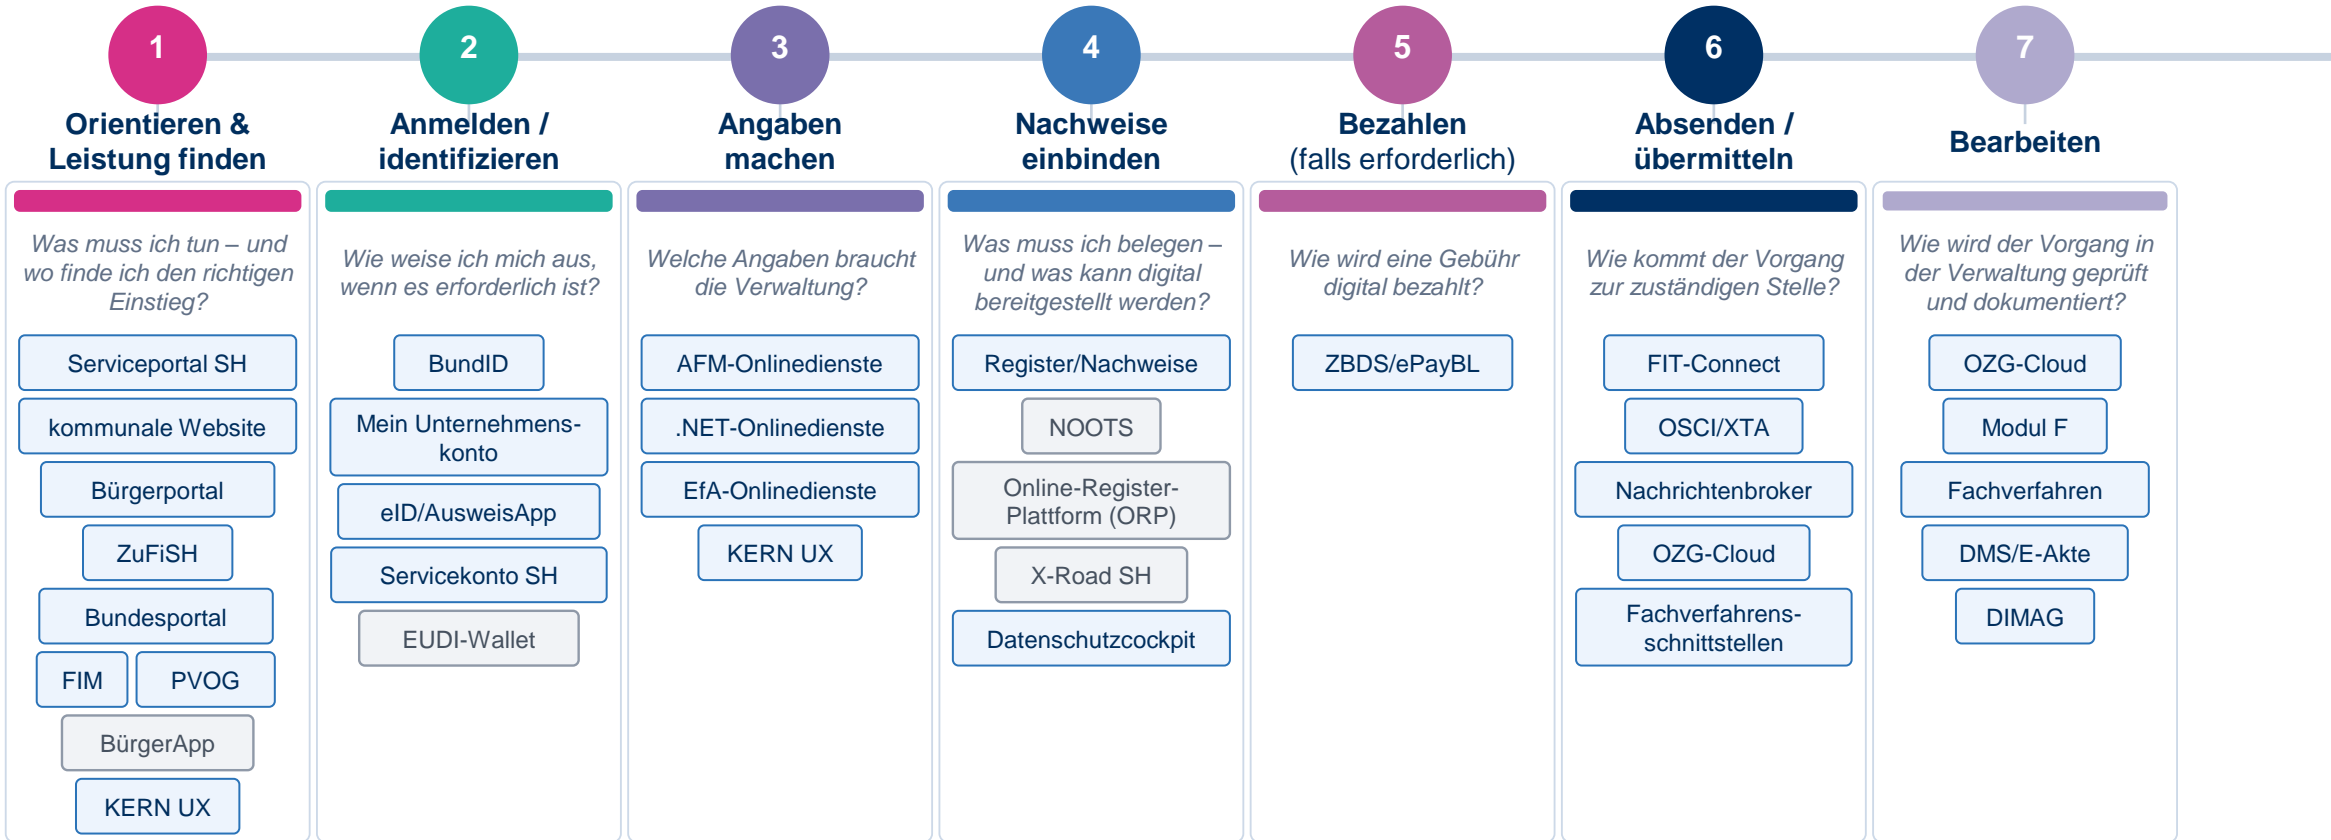 1
Orientieren &
Leistung finden
Was muss ich tun – und
wo finde ich den richtigen
Einstieg?
Serviceportal SH
kommunale Website
Bürgerportal
ZuFiSH
Bundesportal
FIM
PVOG
BürgerApp
KERN UX
2
Anmelden /
identifizieren
Wie weise ich mich aus,
wenn es erforderlich ist?
BundID
Mein Unternehmens-
konto
eID/AusweisApp
Servicekonto SH
EUDI-Wallet
3
Angaben
machen
Welche Angaben braucht
die Verwaltung?
AFM-Onlinedienste
.NET-Onlinedienste
EfA-Onlinedienste
KERN UX
4
Nachweise
einbinden
Was muss ich belegen –
und was kann digital
bereitgestellt werden?
Register/Nachweise
NOOTS
Online-Register-
Plattform (ORP)
X-Road SH
Datenschutzcockpit
5
Bezahlen
(falls erforderlich)
Wie wird eine Gebühr
digital bezahlt?
ZBDS/ePayBL
6
Absenden /
übermitteln
Wie kommt der Vorgang
zur zuständigen Stelle?
FIT-Connect
OSCI/XTA
Nachrichtenbroker
OZG-Cloud
Fachverfahrens-
schnittstellen
7
Bearbeiten
Wie wird der Vorgang in
der Verwaltung geprüft
und dokumentiert?
OZG-Cloud
Modul F
Fachverfahren
DMS/E-Akte
DIMAG